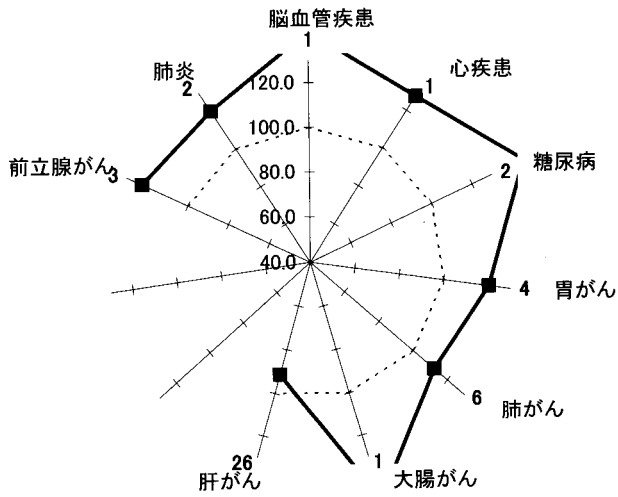 脳血管疾患
1
肺炎
2
心疾患
1
120.0
100.0
80.0
60.0
40.0
糖尿病
2
前立腺がん
3
胃がん
4
肺がん
6
大腸がん
1
肝がん
26